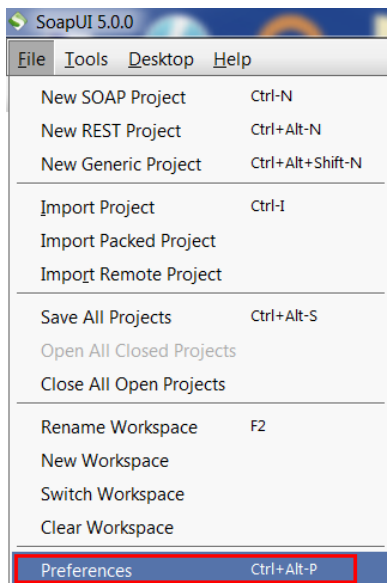 SoapUI 5.0.0
File Tools Desktop Help
New SOAP Project Ctrl-N
New REST Project Ctrl+Alt-N
New Generic Project Ctrl+Alt+Shift-N
Import Project Ctrl-I
Import Packed Project
Import Remote Project
Save All Projects Ctrl+Alt-S
Open All Closed Projects
Close All Open Projects
Rename Workspace F2
New Workspace
Switch Workspace
Clear Workspace
Preferences Ctrl+Alt-P